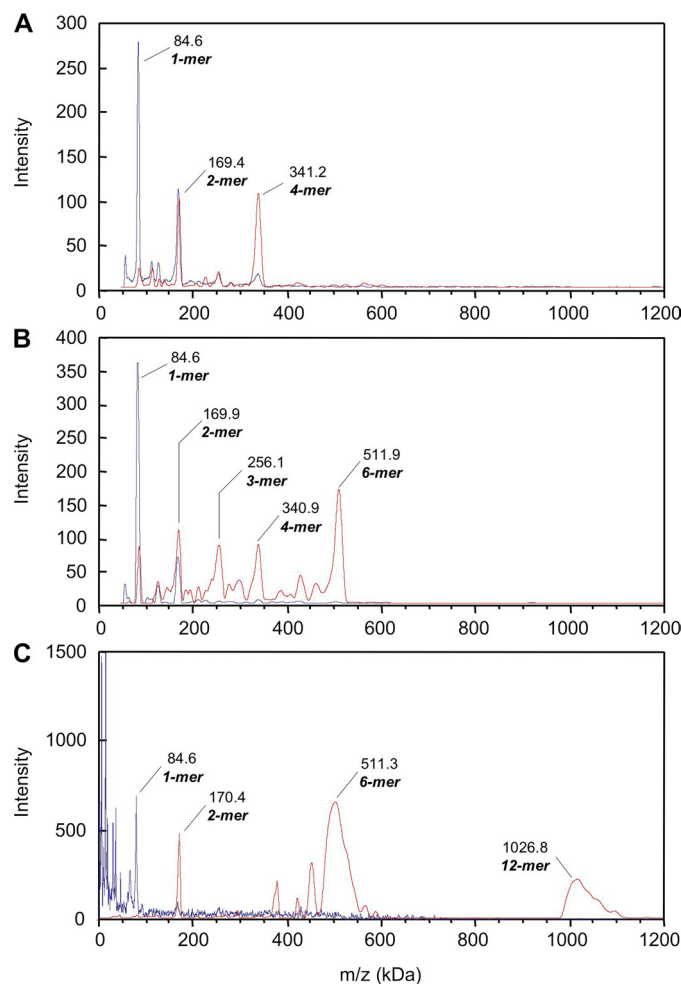 A
300
250
200
150
100
50
0
Intensity
84.6
1-mer
169.4
2-mer
341.2
4-mer
0 200 400 600 800 1000 1200
B
400
350
300
250
200
150
100
50
0
Intensity
84.6
1-mer
169.9
2-mer
256.1
3-mer
340.9
4-mer
511.9
6-mer
0 200 400 600 800 1000 1200
C
1500
1000
500
0
Intensity
84.6
1-mer
170.4
2-mer
511.3
6-mer
1026.8
12-mer
0 200 400 600 800 1000 1200
m/z (kDa)